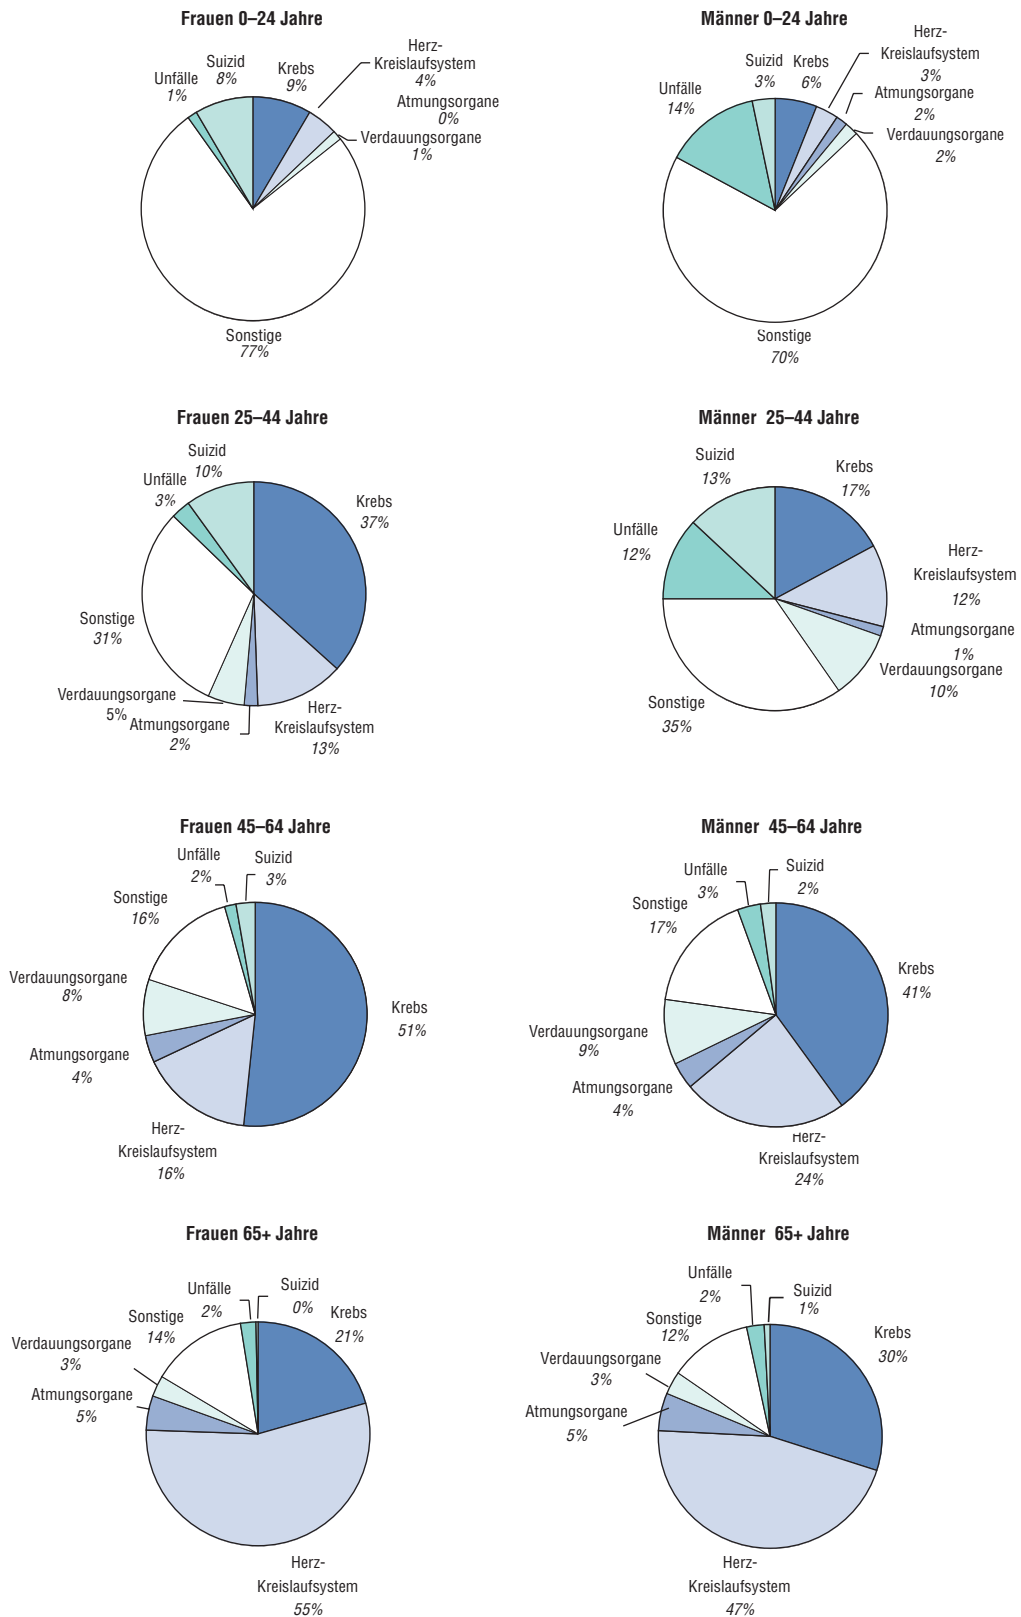 Frauen 0–24 Jahre
Herz-
Kreislaufsystem
4%
Suizid
8%
Krebs
9%
Unfälle
1%
Atmungsorgane
0%
Verdauungsorgane
1%
Sonstige
77%
Männer 0–24 Jahre
Herz-
Kreislaufsystem
3%
Suizid
3%
Krebs
6%
Unfälle
14%
Atmungsorgane
2%
Verdauungsorgane
2%
Sonstige
70%
Frauen 25–44 Jahre
Suizid
10%
Unfälle
3%
Krebs
37%
Sonstige
31%
Verdauungsorgane
5%
Atmungsorgane
2%
Herz-
Kreislaufsystem
13%
Männer 25–44 Jahre
Suizid
13%
Krebs
17%
Unfälle
12%
Herz-
Kreislaufsystem
12%
Atmungsorgane
1%
Verdauungsorgane
10%
Sonstige
35%
Frauen 45–64 Jahre
Unfälle
2%
Suizid
3%
Sonstige
16%
Verdauungsorgane
8%
Krebs
51%
Atmungsorgane
4%
Herz-
Kreislaufsystem
16%
Männer 45–64 Jahre
Unfälle
3%
Suizid
2%
Sonstige
17%
Krebs
41%
Verdauungsorgane
9%
Atmungsorgane
4%
Herz-
Kreislaufsystem
24%
Frauen 65+ Jahre
Unfälle
2%
Suizid
0%
Krebs
21%
Sonstige
14%
Verdauungsorgane
3%
Atmungsorgane
5%
Herz-
Kreislaufsystem
55%
Männer 65+ Jahre
Unfälle
2%
Suizid
1%
Sonstige
12%
Krebs
30%
Verdauungsorgane
3%
Atmungsorgane
5%
Herz-
Kreislaufsystem
47%